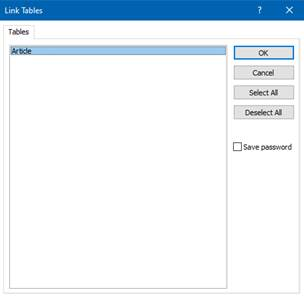 Link Tables
Tables
Article
OK
Cancel
Select All
Deselect All
Save password